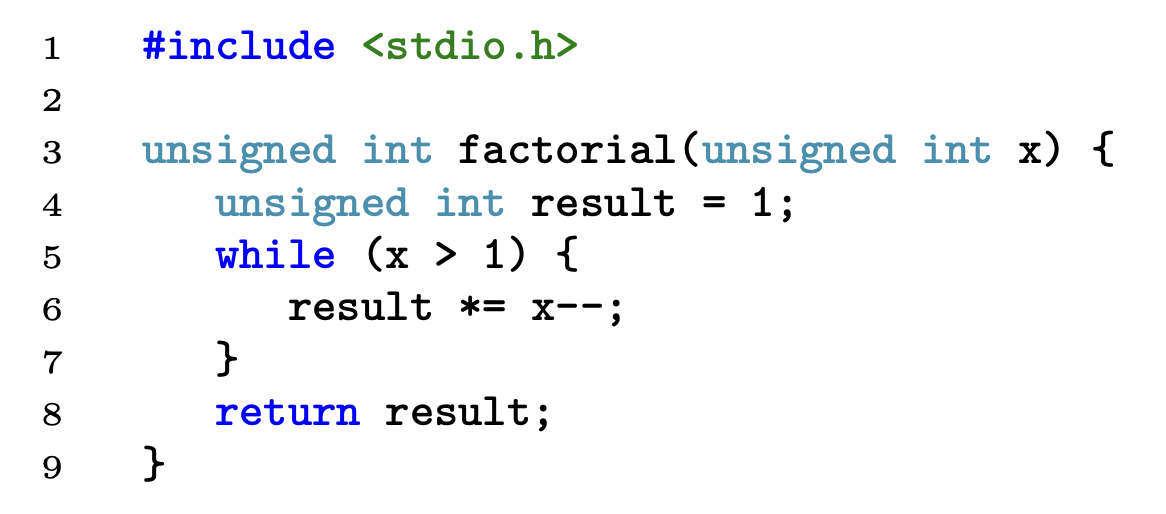 1 #include <stdio.h>
2
3 unsigned int factorial(unsigned int x) {
4    unsigned int result = 1;
5    while (x > 1) {
6       result *= x--;
7    }
8    return result;
9 }